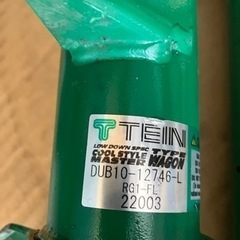 TEIN
LOW DOWN SPEC
COOL STYLE TYPE
MASTER WAGON
DUB10-12746-L
RG1-FL
22003